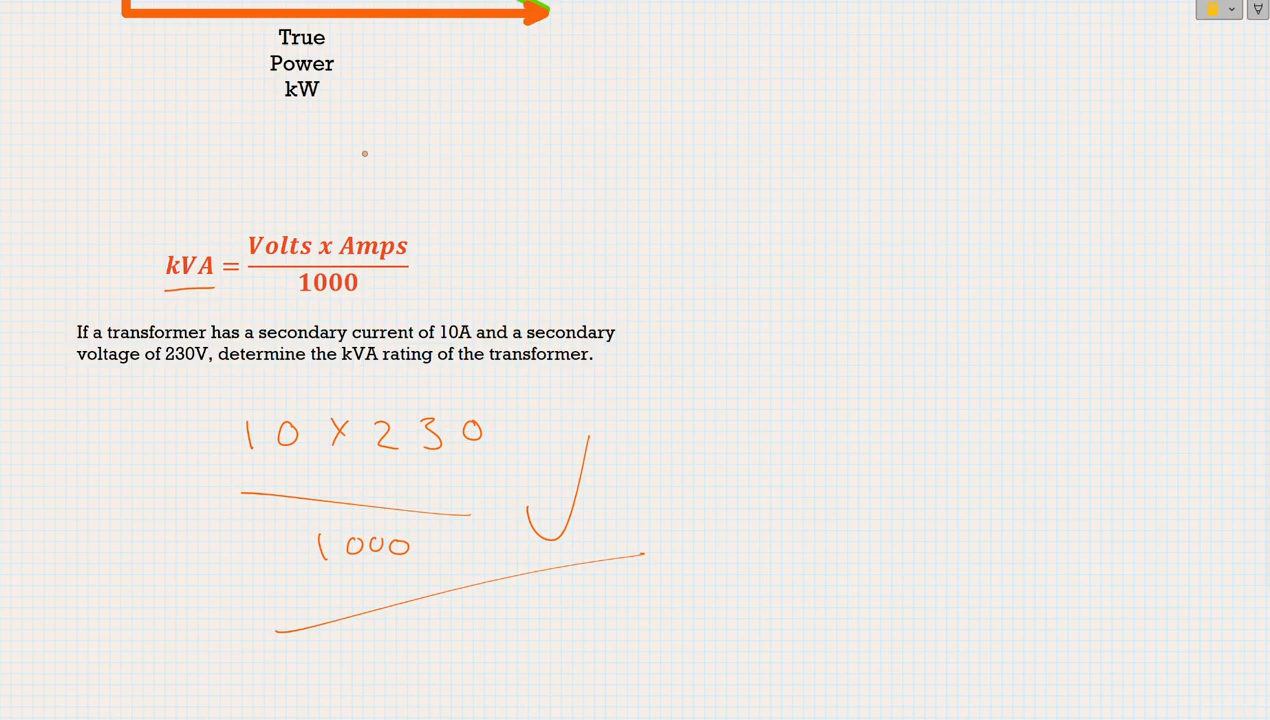 True
Power
kW
kVA = Volts x Amps / 1000
If a transformer has a secondary current of 10A and a secondary
voltage of 230V, determine the kVA rating of the transformer.
10 x 230
1000